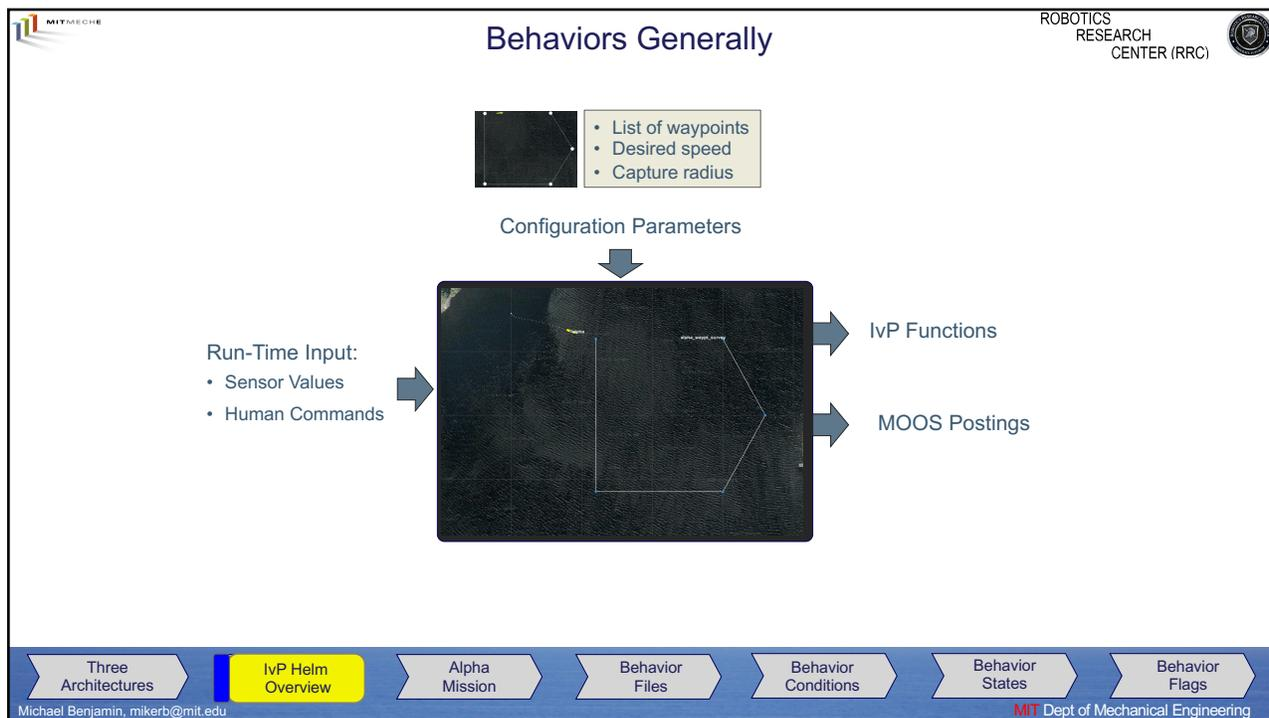 MITMECHE
Behaviors Generally
ROBOTICS
RESEARCH
CENTER (RRC)
• List of waypoints
• Desired speed
• Capture radius
Configuration Parameters
Run-Time Input:
• Sensor Values
• Human Commands
alpha_waypt_survey
IvP Functions
MOOS Postings
Three
Architectures
IvP Helm
Overview
Alpha
Mission
Behavior
Files
Behavior
Conditions
Behavior
States
Behavior
Flags
Michael Benjamin, mikerb@mit.edu
MIT Dept of Mechanical Engineering